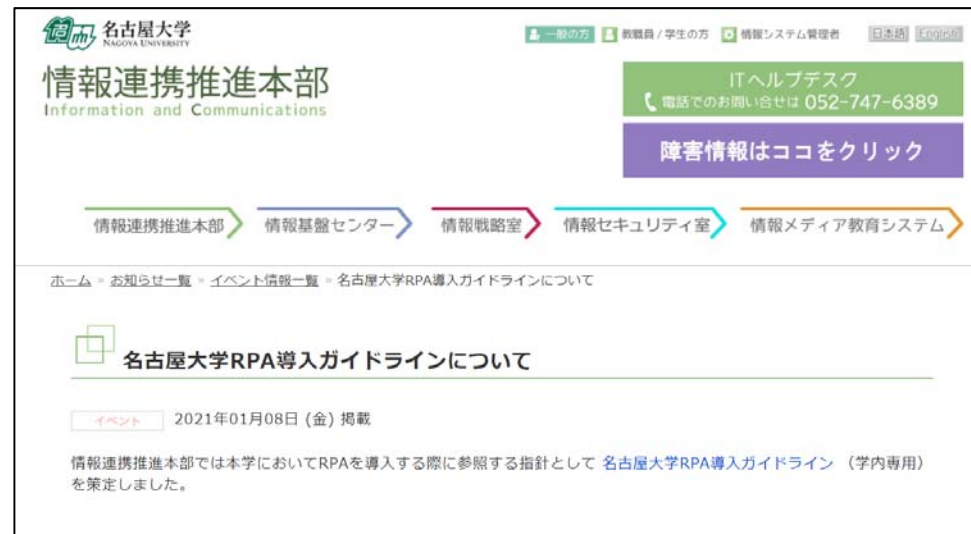 名古屋大学
NAGOYA UNIVERSITY
一般の方 教職員/学生の方 情報システム管理者 日本語 English
情報連携推進本部
Information and Communications
ITヘルプデスク
電話でのお問い合せは 052-747-6389
障害情報はココをクリック
情報連携推進本部 情報基盤センター 情報戦略室 情報セキュリティ室 情報メディア教育システム
ホーム » お知らせ一覧 » イベント情報一覧 » 名古屋大学RPA導入ガイドラインについて
名古屋大学RPA導入ガイドラインについて
イベント 2021年01月08日 (金) 掲載
情報連携推進本部では本学においてRPAを導入する際に参照する指針として 名古屋大学RPA導入ガイドライン (学内専用)
を策定しました。